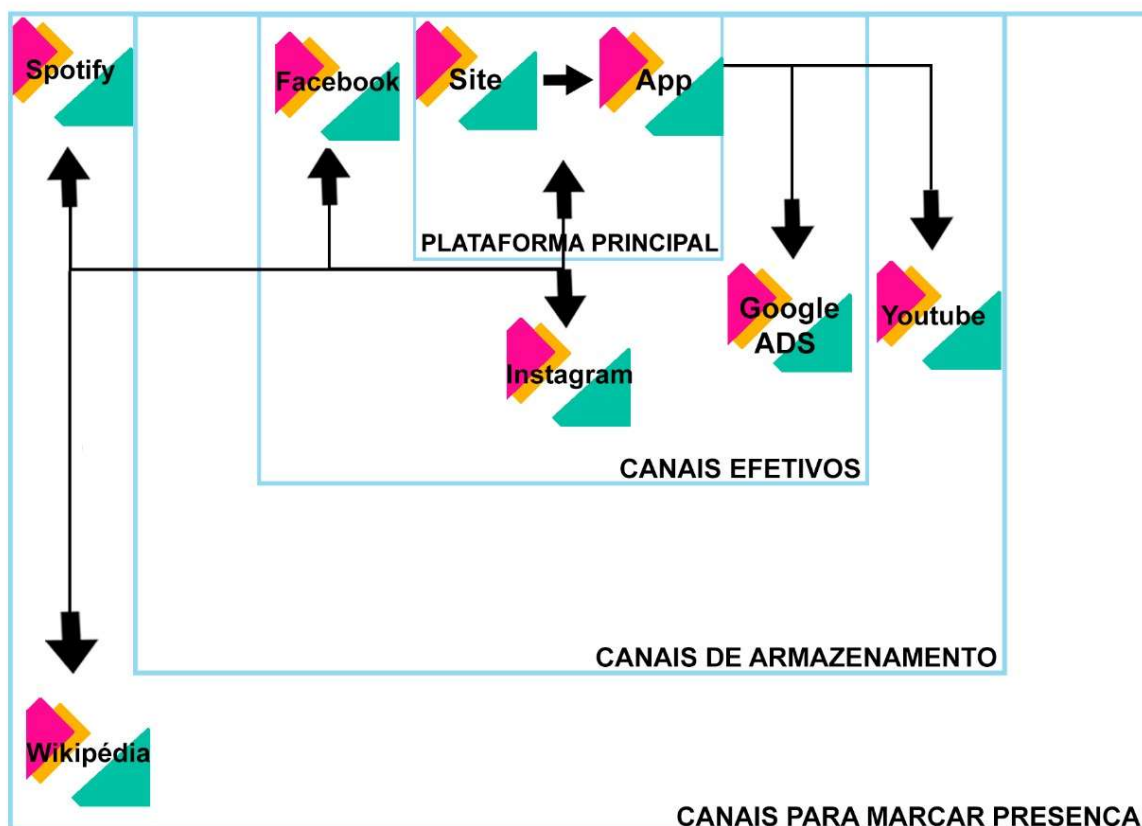 Spotify
Facebook
Site
App
PLATAFORMA PRINCIPAL
Google
ADS
Youtube
Instagram
CANAIS EFETIVOS
CANAIS DE ARMAZENAMENTO
Wikipédia
CANAIS PARA MARCAR PRESENCA